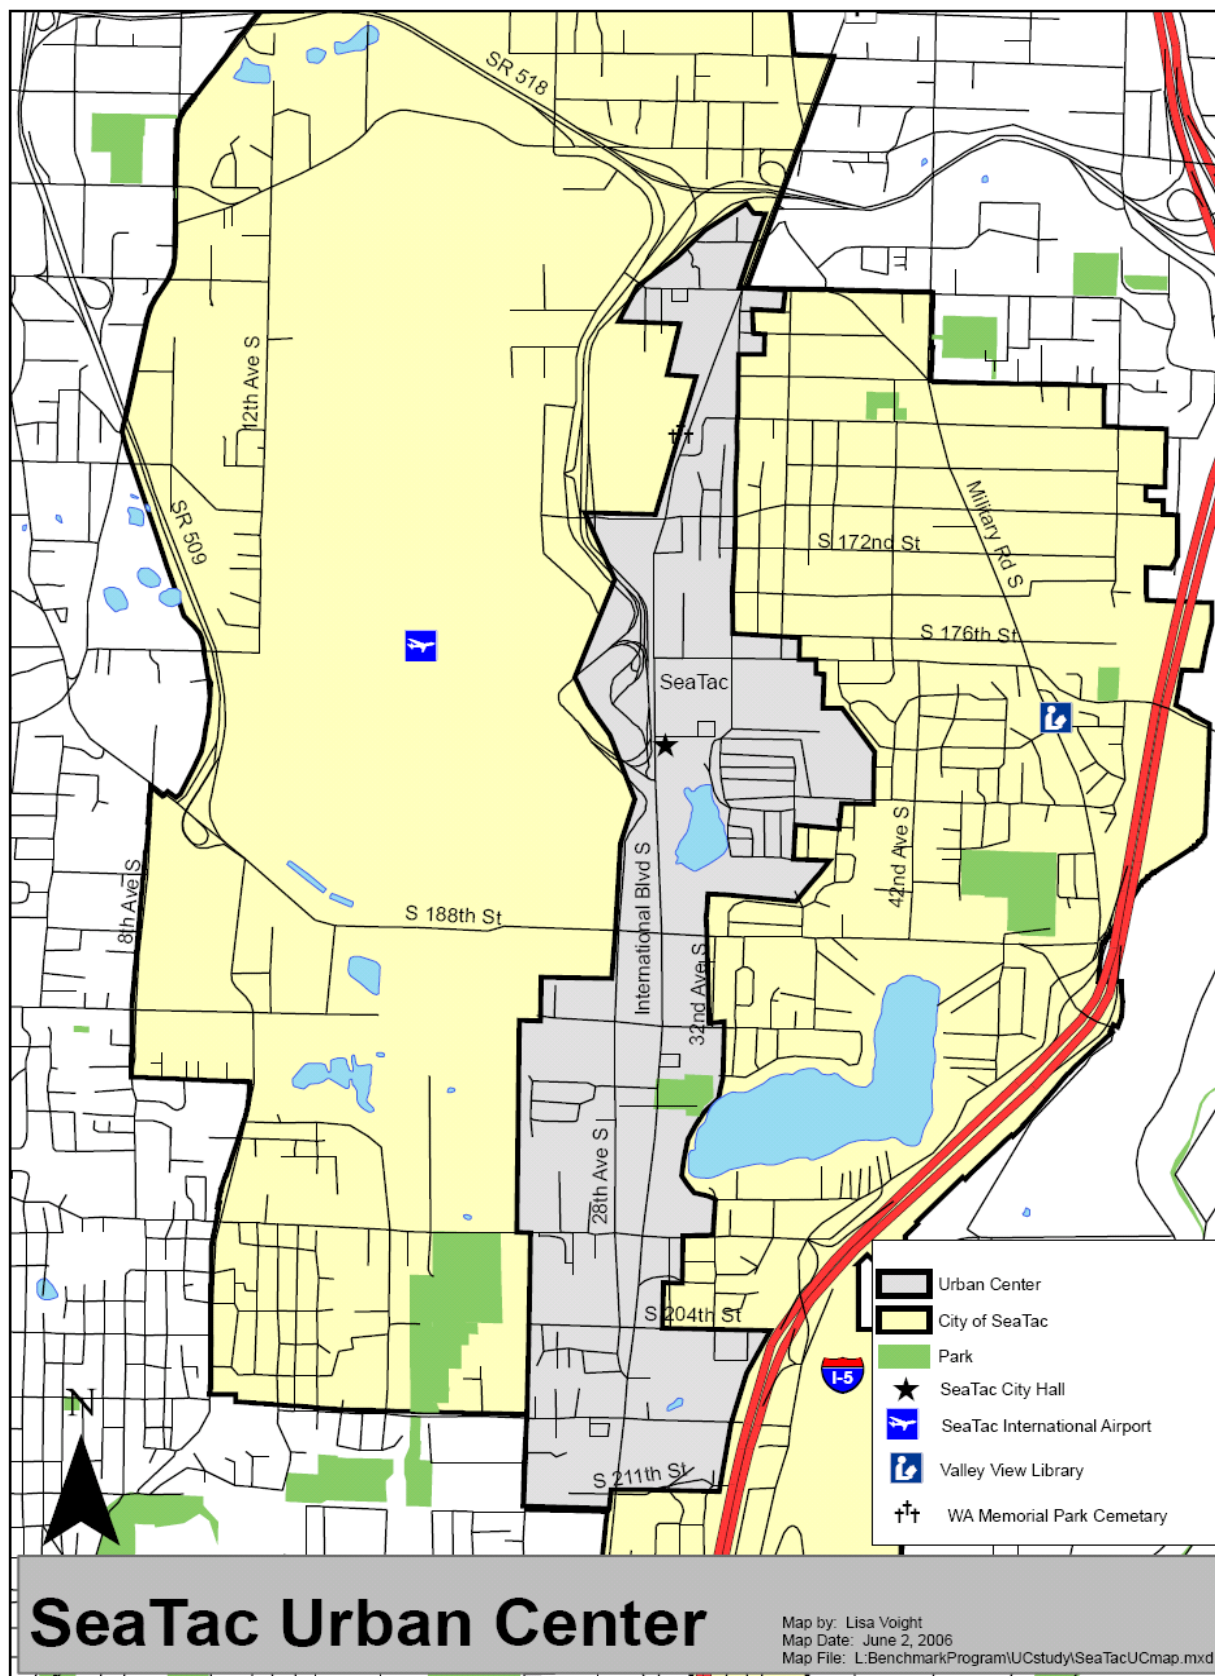 SR 518
12th Ave S
SR 509
Military Rd S
S 172nd St
S 176th St
SeaTac
International Blvd S
42nd Ave S
8th Ave S
S 188th St
32nd Ave S
28th Ave S
S 204th St
S 211th St
I-5
N
Urban Center
City of SeaTac
Park
SeaTac City Hall
SeaTac International Airport
Valley View Library
WA Memorial Park Cemetary
SeaTac Urban Center
Map by: Lisa Voight
Map Date: June 2, 2006
Map File: L:BenchmarkProgram\UCstudy\SeaTacUCmap.mxd